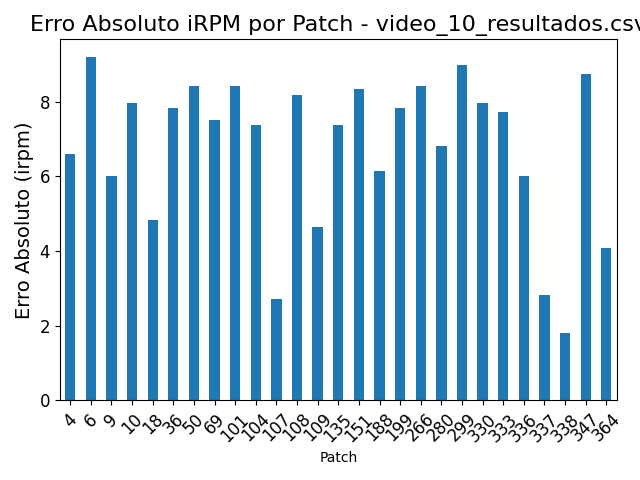 Erro Absoluto iRPM por Patch - video_10_resultados.csv
Erro Absoluto (irpm)
8
6
4
2
0
4 6 9 10 18 36 50 69 101 104 107 108 109 135 151 188 199 266 280 299 330 333 336 337 338 347 364
Patch